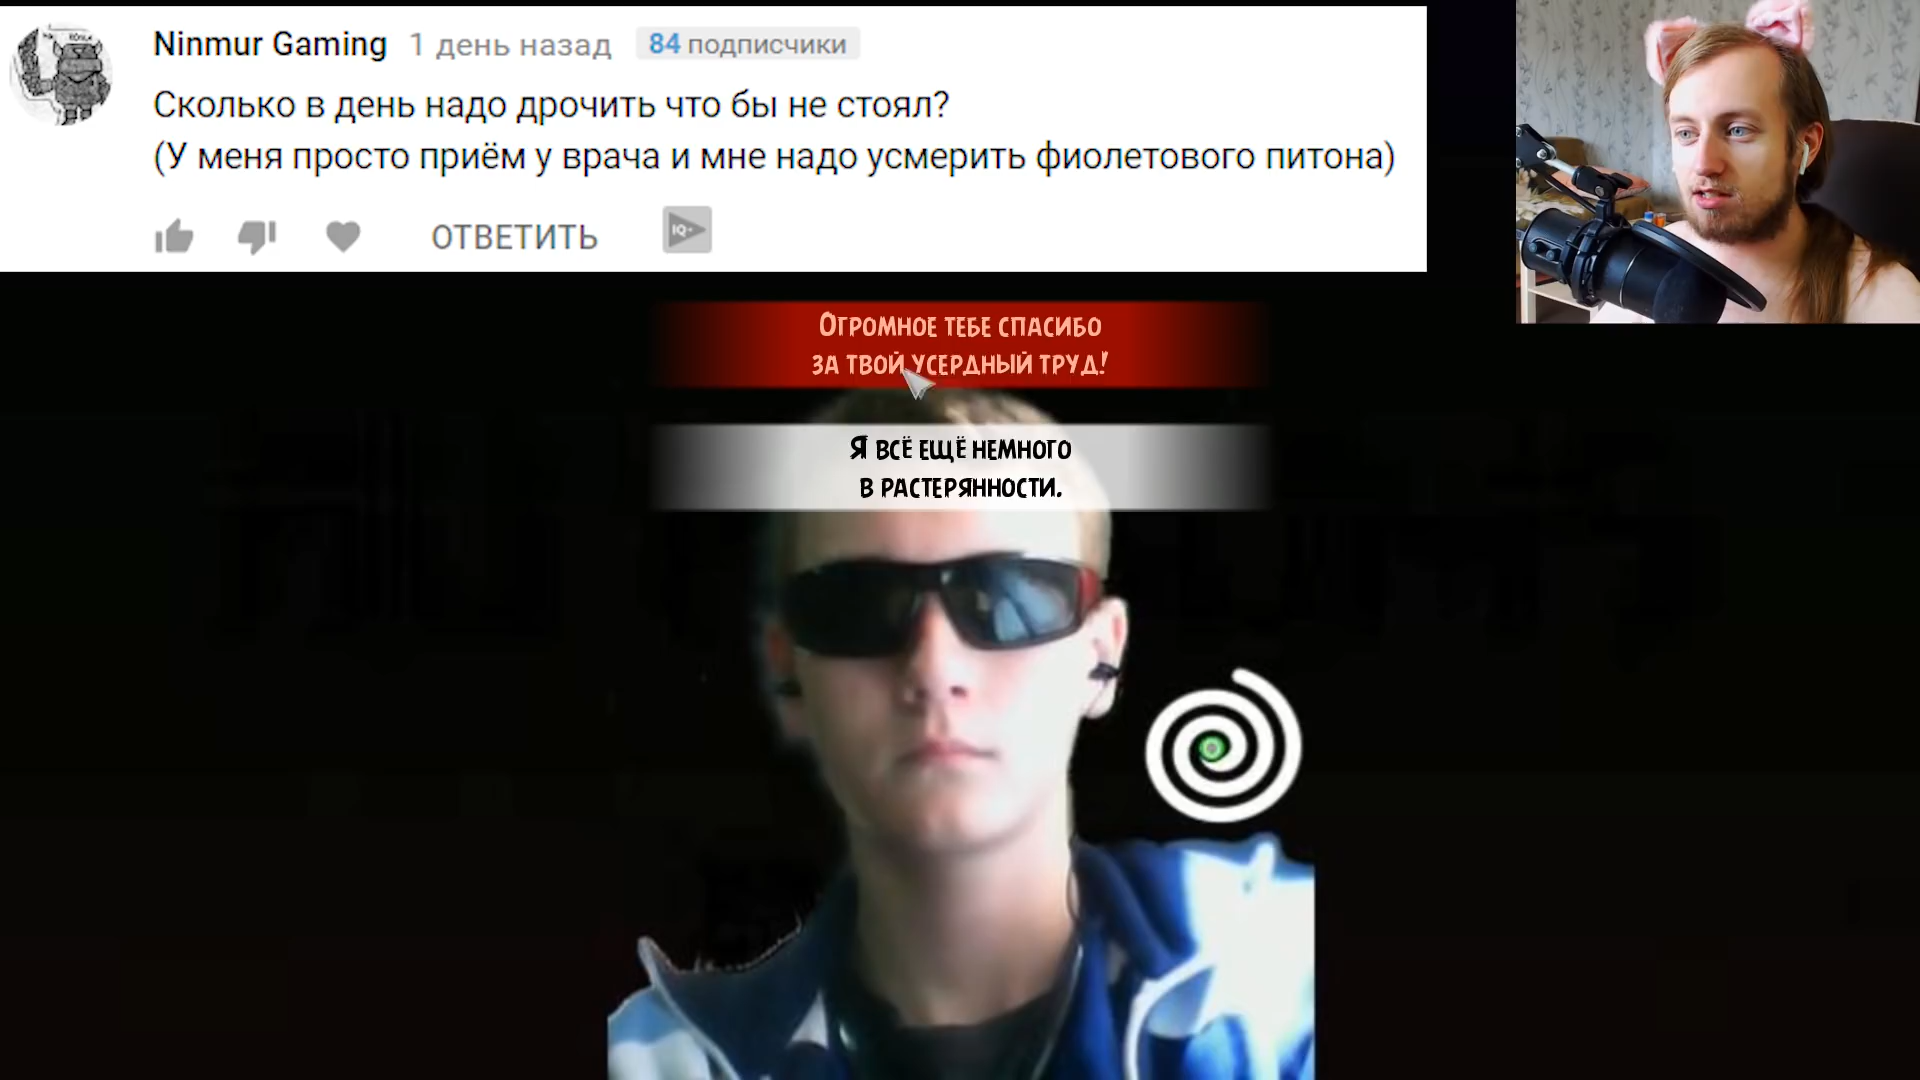 Ninmur Gaming 1 день назад 84 подписчики
Сколько в день надо дрочить что бы не стоял?
(У меня просто приём у врача и мне надо усмерить фиолетового питона)
ОТВЕТИТЬ IQ+
Огромное тебе спасибо
за твой усердный труд!
Я всё ещё немного
в растерянности.